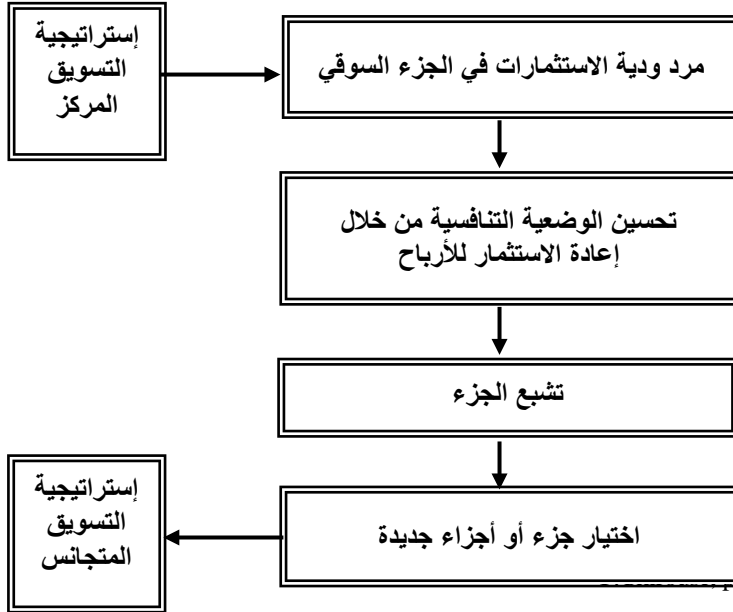 إستراتيجية
التسويق
المركز
مرد ودية الاستثمارات في الجزء السوقي
تحسين الوضعية التنافسية من خلال
إعادة الاستثمار للأرباح
تشبع الجزء
اختيار جزء أو أجزاء جديدة
إستراتيجية
التسويق
المتجانس